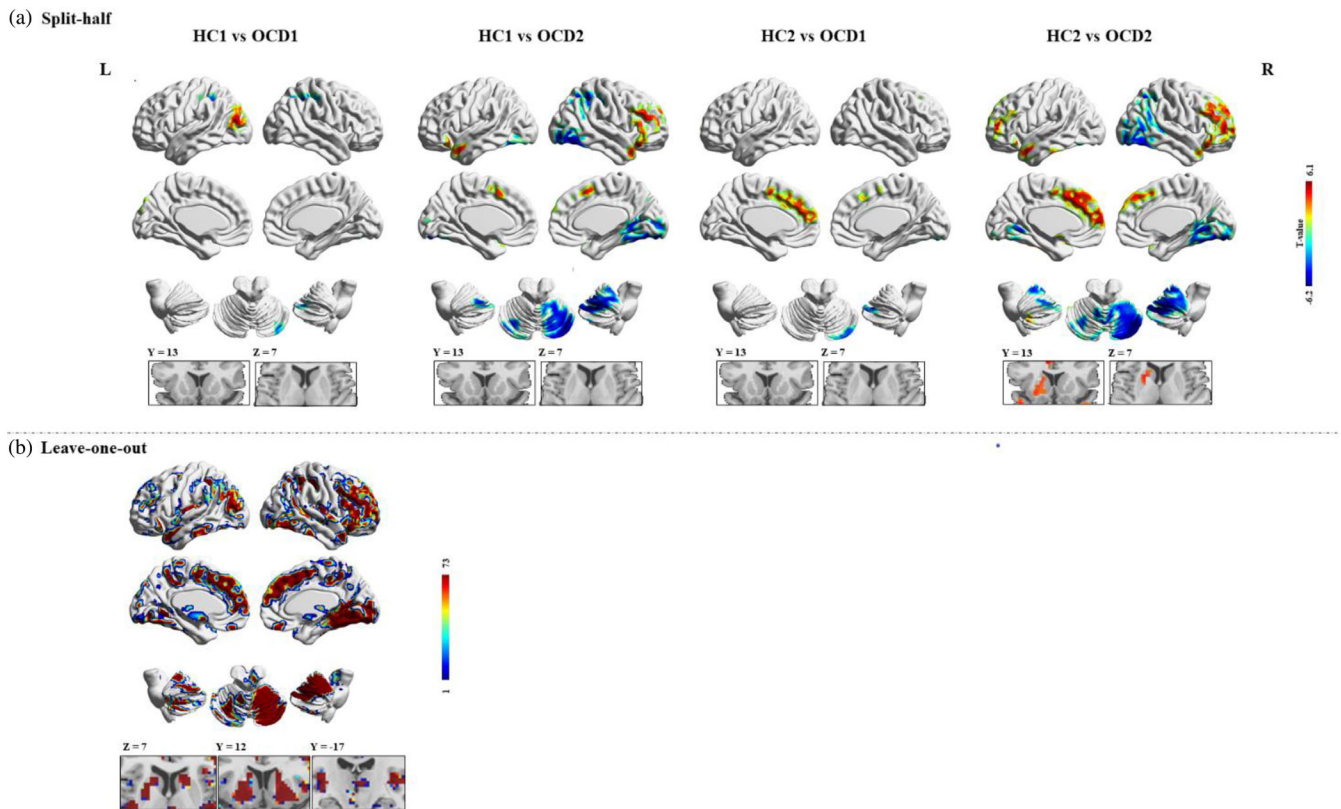 (a) Split-half
HC1 vs OCD1 HC1 vs OCD2 HC2 vs OCD1 HC2 vs OCD2
L R
6.1
T-value
-6.2
Y = 13 Z = 7 Y = 13 Z = 7 Y = 13 Z = 7 Y = 13 Z = 7
(b) Leave-one-out
73
1
Z = 7 Y = 12 Y = -17